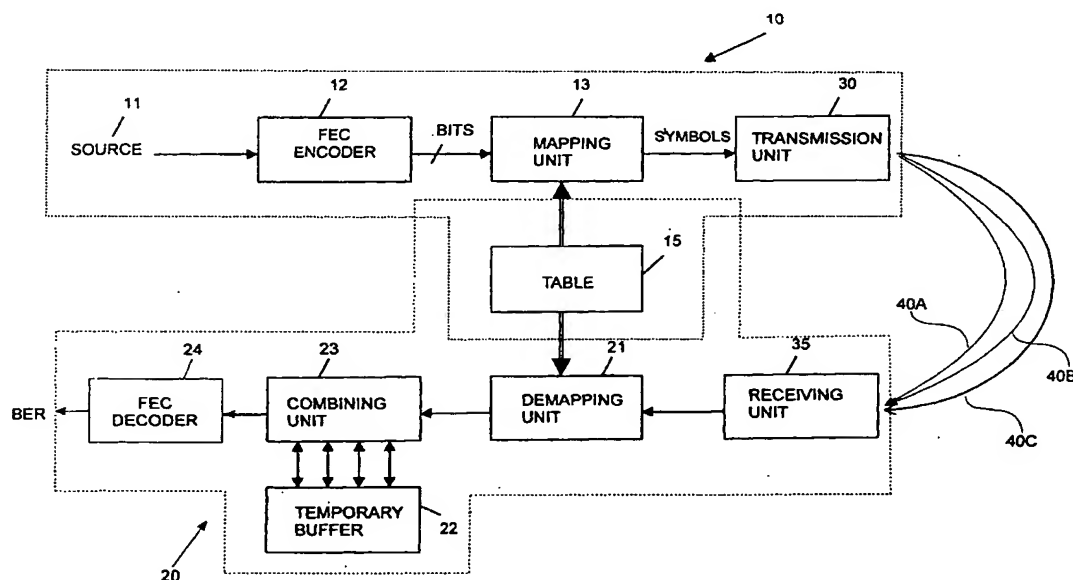 10
11
SOURCE
12
FEC
ENCODER
BITS
13
MAPPING
UNIT
SYMBOLS
30
TRANSMISSION
UNIT
15
TABLE
40A
40B
40C
24
FEC
DECODER
BER
23
COMBINING
UNIT
21
DEMAPPING
UNIT
35
RECEIVING
UNIT
TEMPORARY
BUFFER
22
20